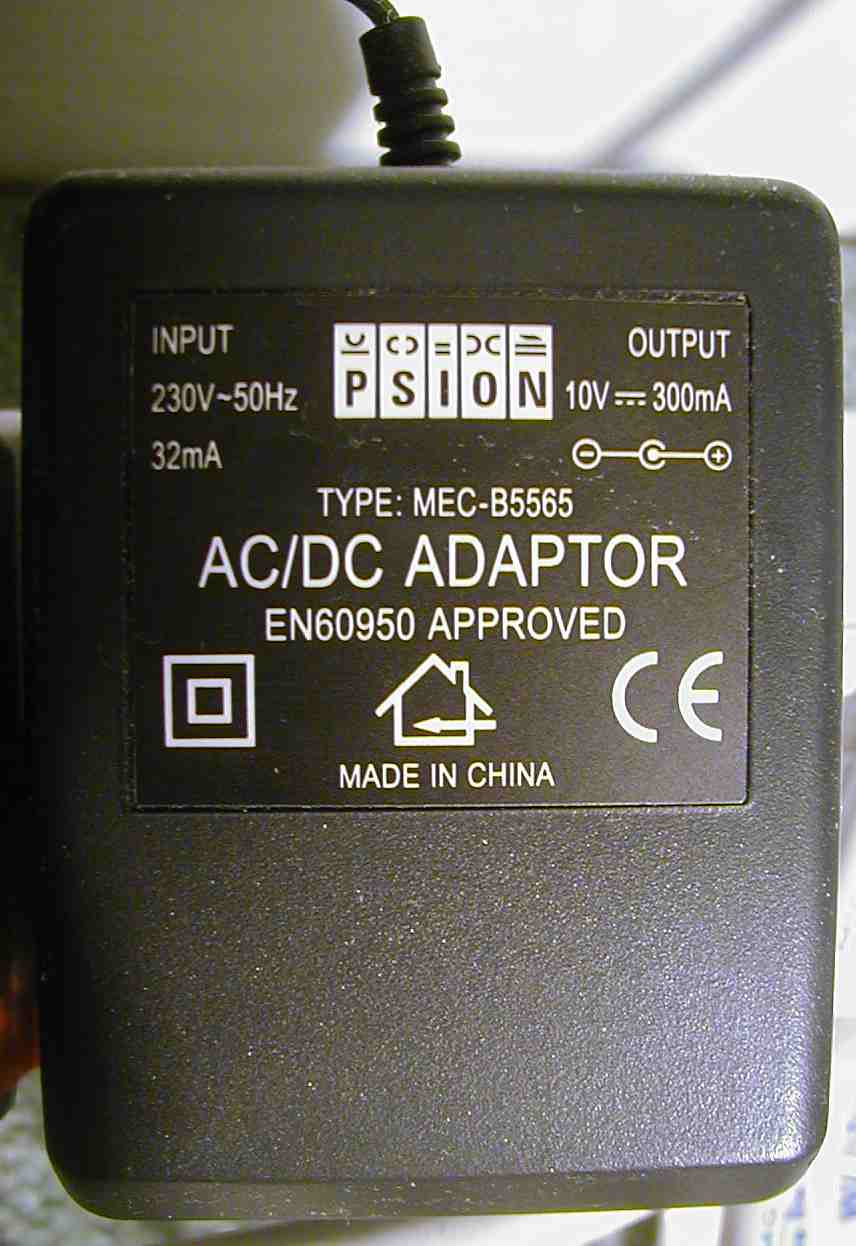 INPUT
230V~50Hz
32mA
PSION
OUTPUT
10V ⎓ 300mA
TYPE: MEC-B5565
AC/DC ADAPTOR
EN60950 APPROVED
CE
MADE IN CHINA